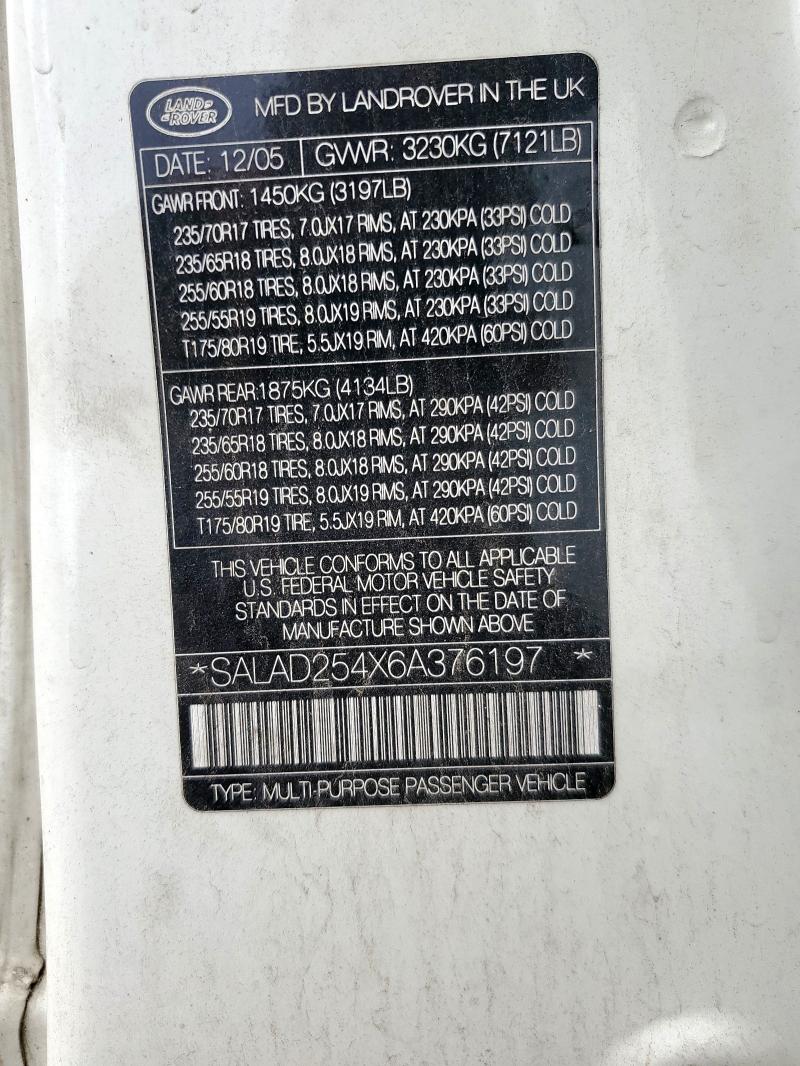 LAND ROVER
MFD BY LANDROVER IN THE UK
DATE: 12/05 GVWR: 3230KG (7121LB)
GAWR FRONT: 1450KG (3197LB)
235/70R17 TIRES, 7.0JX17 RIMS, AT 230KPA (33PSI) COLD
235/65R18 TIRES, 8.0JX18 RIMS, AT 230KPA (33PSI) COLD
255/60R18 TIRES, 8.0JX18 RIMS, AT 230KPA (33PSI) COLD
255/55R19 TIRES, 8.0JX19 RIMS, AT 230KPA (33PSI) COLD
T175/80R19 TIRE, 5.5JX19 RIM, AT 420KPA (60PSI) COLD
GAWR REAR:1875KG (4134LB)
235/70R17 TIRES, 7.0JX17 RIMS, AT 290KPA (42PSI) COLD
235/65R18 TIRES, 8.0JX18 RIMS, AT 290KPA (42PSI) COLD
255/60R18 TIRES, 8.0JX18 RIMS, AT 290KPA (42PSI) COLD
255/55R19 TIRES, 8.0JX19 RIMS, AT 290KPA (42PSI) COLD
T175/80R19 TIRE, 5.5JX19 RIM, AT 420KPA (60PSI) COLD
THIS VEHICLE CONFORMS TO ALL APPLICABLE
U.S. FEDERAL MOTOR VEHICLE SAFETY
STANDARDS IN EFFECT ON THE DATE OF
MANUFACTURE SHOWN ABOVE
*SALAD254X6A376197 *
TYPE: MULTI-PURPOSE PASSENGER VEHICLE